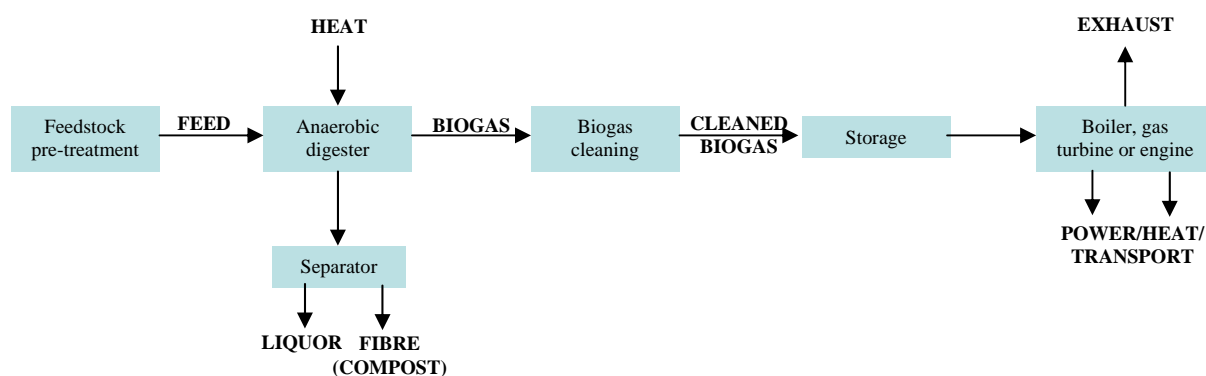 HEAT
EXHAUST
Feedstock
pre-treatment
FEED
Anaerobic
digester
BIOGAS
Biogas
cleaning
CLEANED
BIOGAS
Storage
Boiler, gas
turbine or engine
POWER/HEAT/
TRANSPORT
Separator
LIQUOR
FIBRE
(COMPOST)